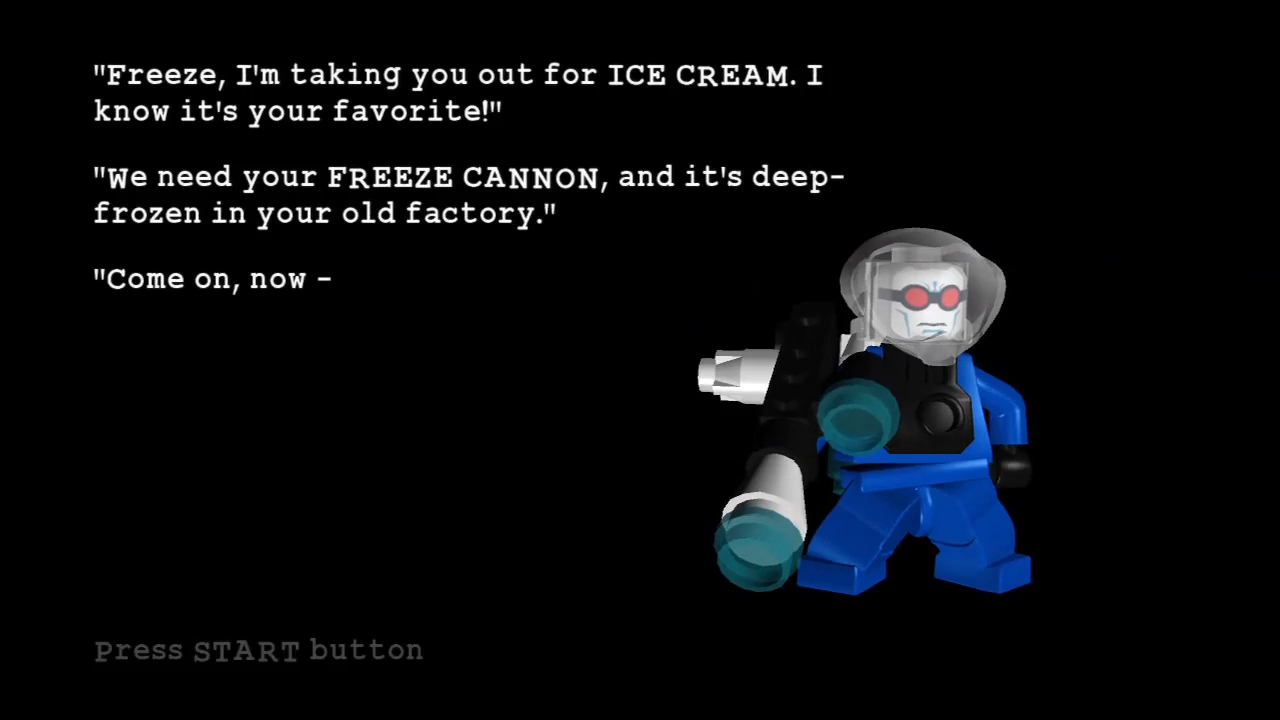 "Freeze, I'm taking you out for ICE CREAM. I
know it's your favorite!"
"We need your FREEZE CANNON, and it's deep-
frozen in your old factory."
"Come on, now -
Press START button